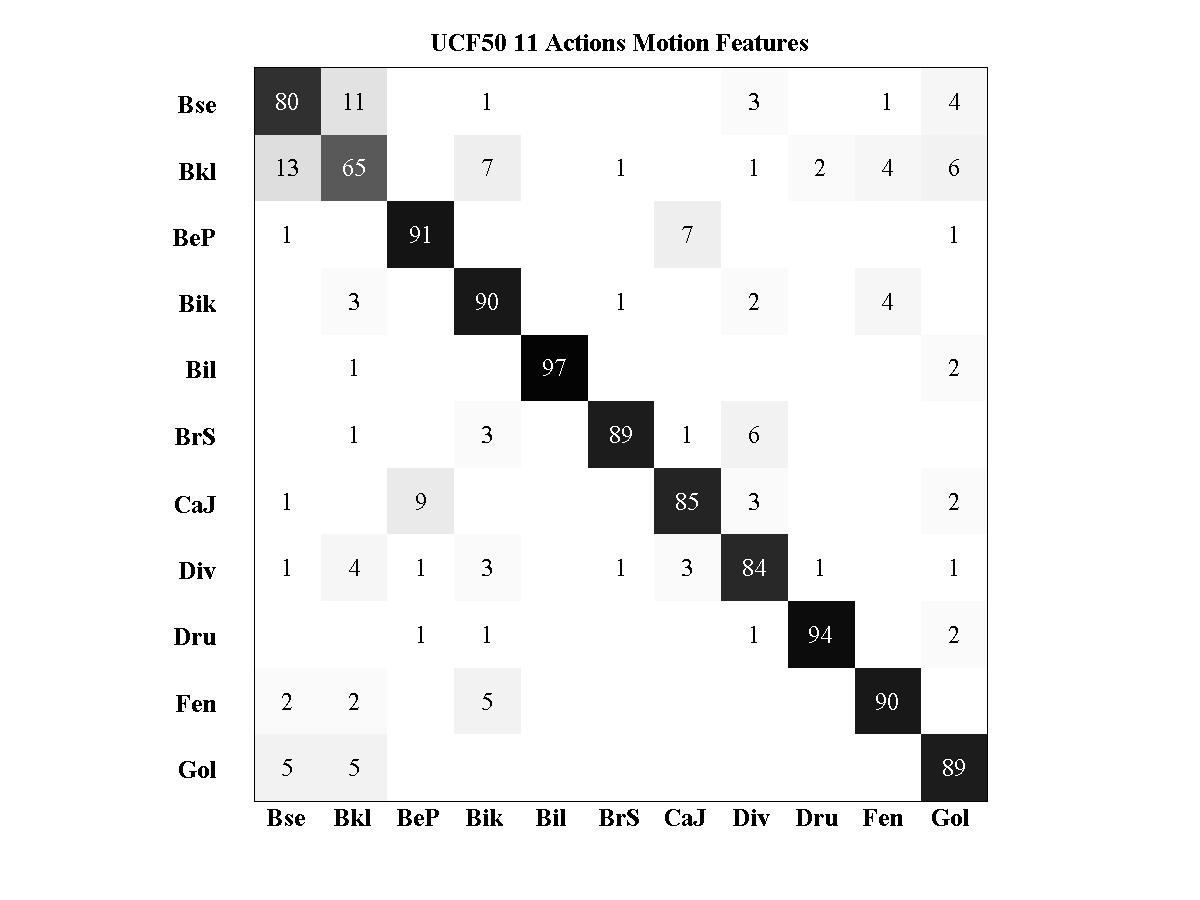 UCF50 11 Actions Motion Features
Bse 80 11 1 3 1 4
Bkl 13 65 7 1 1 2 4 6
BeP 1 91 7 1
Bik 3 90 1 2 4
Bil 1 97 2
BrS 1 3 89 1 6
CaJ 1 9 85 3 2
Div 1 4 1 3 1 3 84 1 1
Dru 1 1 1 94 2
Fen 2 2 5 90
Gol 5 5 89
Bse Bkl BeP Bik Bil BrS CaJ Div Dru Fen Gol